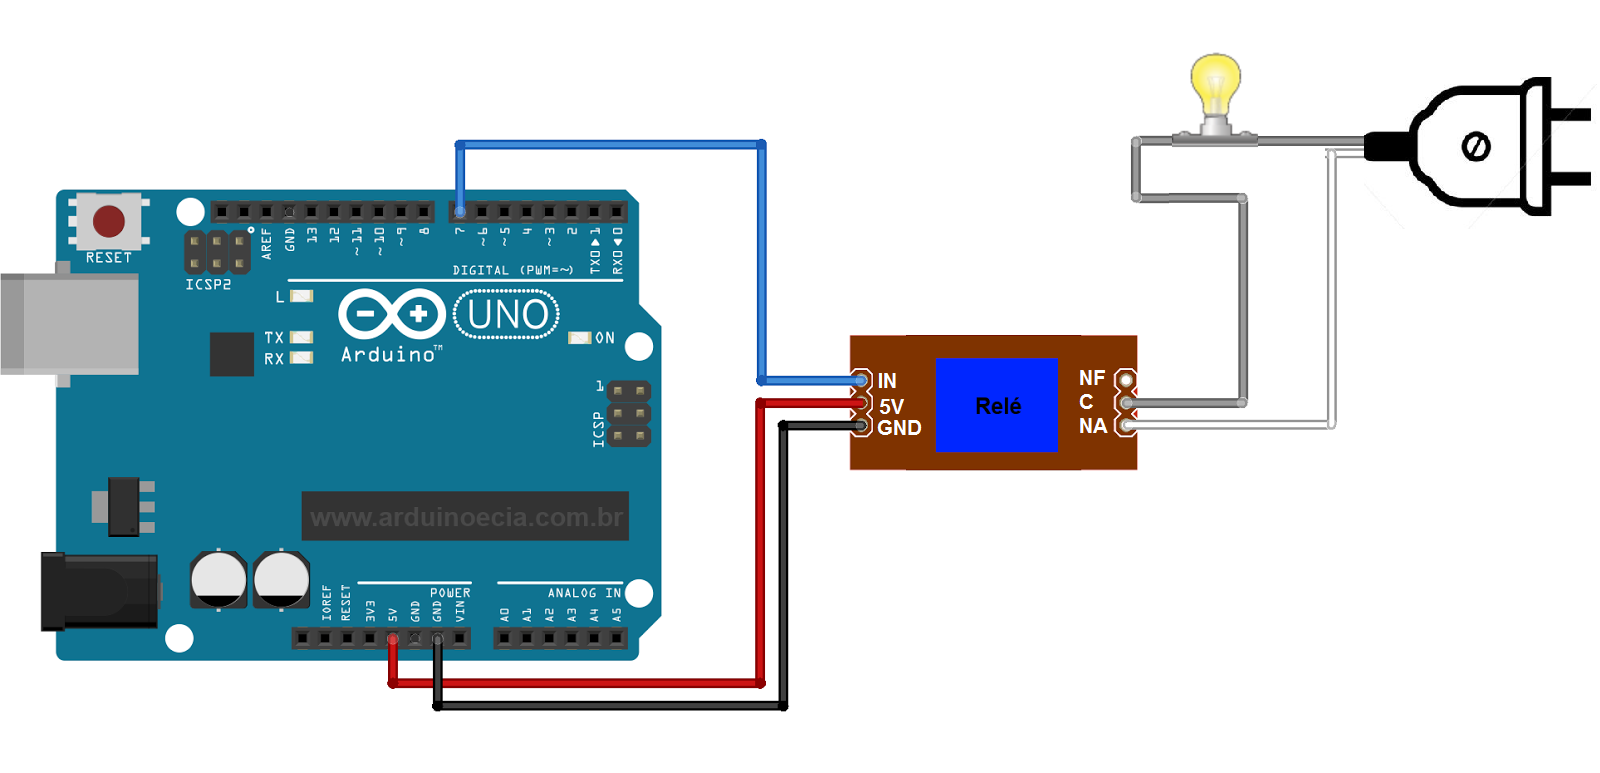 RESET
ICSP2
AREF
GND
13
12
~11
~10
~9
8
7
~6
~5
4
~3
2
TX0▶1
RX0◀0
DIGITAL (PWM=~)
L
TX
RX
Arduino™
UNO
ON
1
ICSP
www.arduinoecia.com.br
IOREF
RESET
3V3
5V
GND
GND
VIN
POWER
ANALOG IN
A0
A1
A2
A3
A4
A5
IN
5V
GND
Relé
NF
C
NA